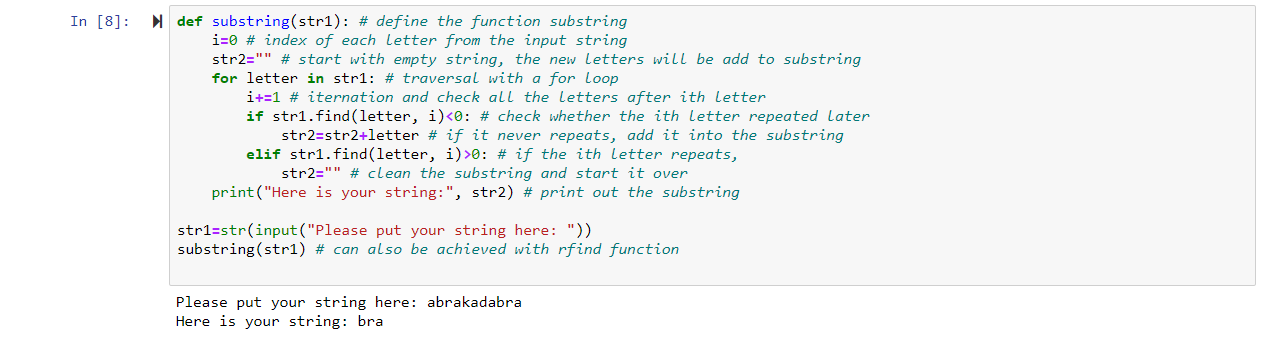 In [8]: def substring(str1): # define the function substring
    i=0 # index of each letter from the input string
    str2="" # start with empty string, the new letters will be add to substring
    for letter in str1: # traversal with a for loop
        i+=1 # iternation and check all the letters after ith letter
        if str1.find(letter, i)<0: # check whether the ith letter repeated later
            str2=str2+letter # if it never repeats, add it into the substring
        elif str1.find(letter, i)>0: # if the ith letter repeats,
            str2="" # clean the substring and start it over
    print("Here is your string:", str2) # print out the substring
str1=str(input("Please put your string here: "))
substring(str1) # can also be achieved with rfind function
Please put your string here: abrakadabra
Here is your string: bra